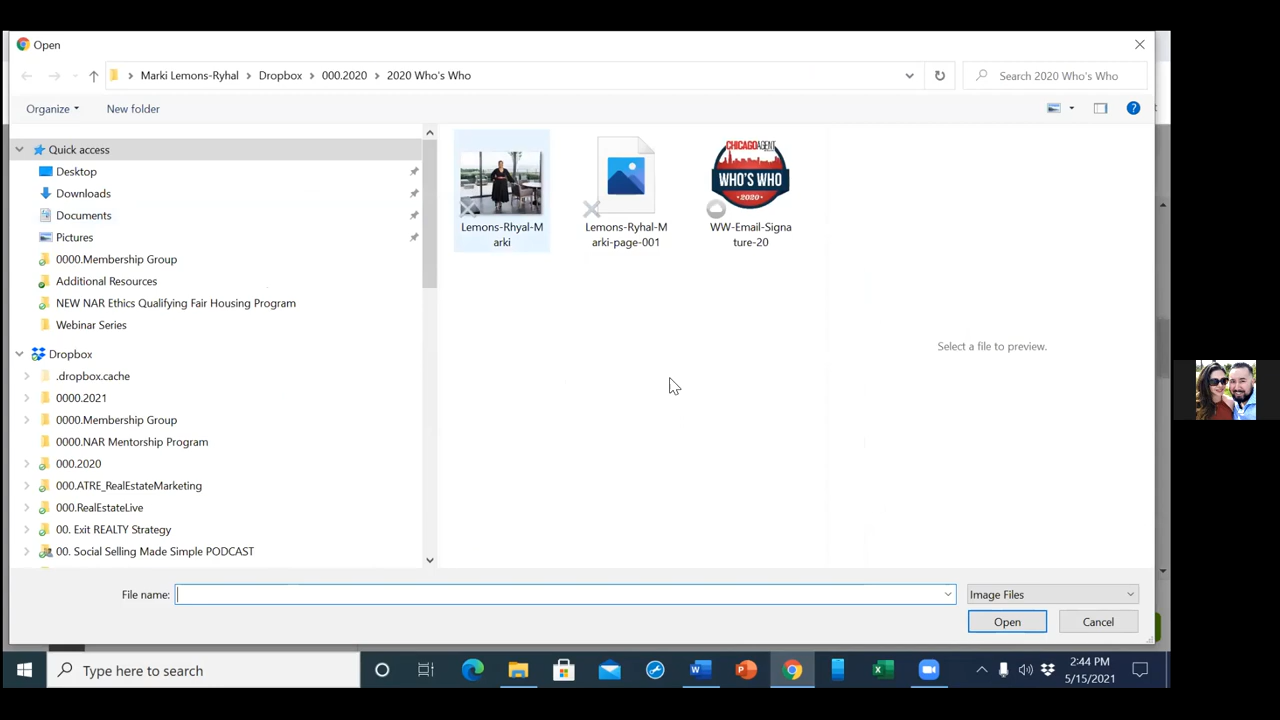 Open
Marki Lemons-Ryhal
Dropbox
000.2020
2020 Who's Who
Search 2020 Who's Who
Organize
New folder
Quick access
Desktop
Downloads
Documents
Pictures
0000.Membership Group
Additional Resources
NEW NAR Ethics Qualifying Fair Housing Program
Webinar Series
Dropbox
.dropbox.cache
0000.2021
0000.Membership Group
0000.NAR Mentorship Program
000.2020
000.ATRE_RealEstateMarketing
000.RealEstateLive
00. Exit REALTY Strategy
00. Social Selling Made Simple PODCAST
Lemons-Rhyal-M
arki
Lemons-Ryhal-M
arki-page-001
CHICAGOAGENT
WHO'S WHO
2020
WW-Email-Signa
ture-20
Select a file to preview.
File name:
Image Files
Open
Cancel
Type here to search
2:44 PM
5/15/2021